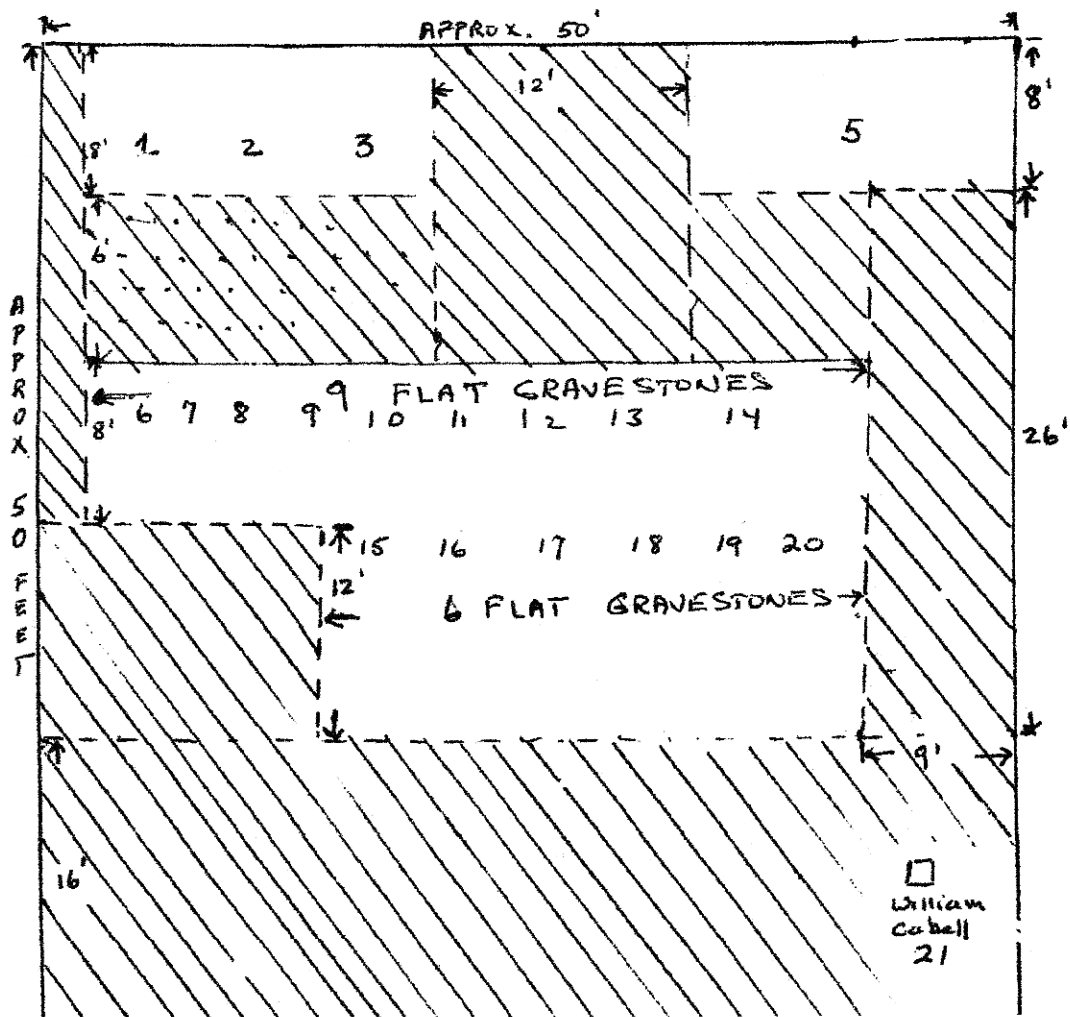 APPROX. 50'
12'
8'
8' 1 2 3 5
6'
APPROX 50 FEET
9 FLAT GRAVESTONES
6 7 8 9 10 11 12 13 14
8'
26'
15 16 17 18 19 20
12'
6 FLAT GRAVESTONES
9'
16'
William
Cabell
21